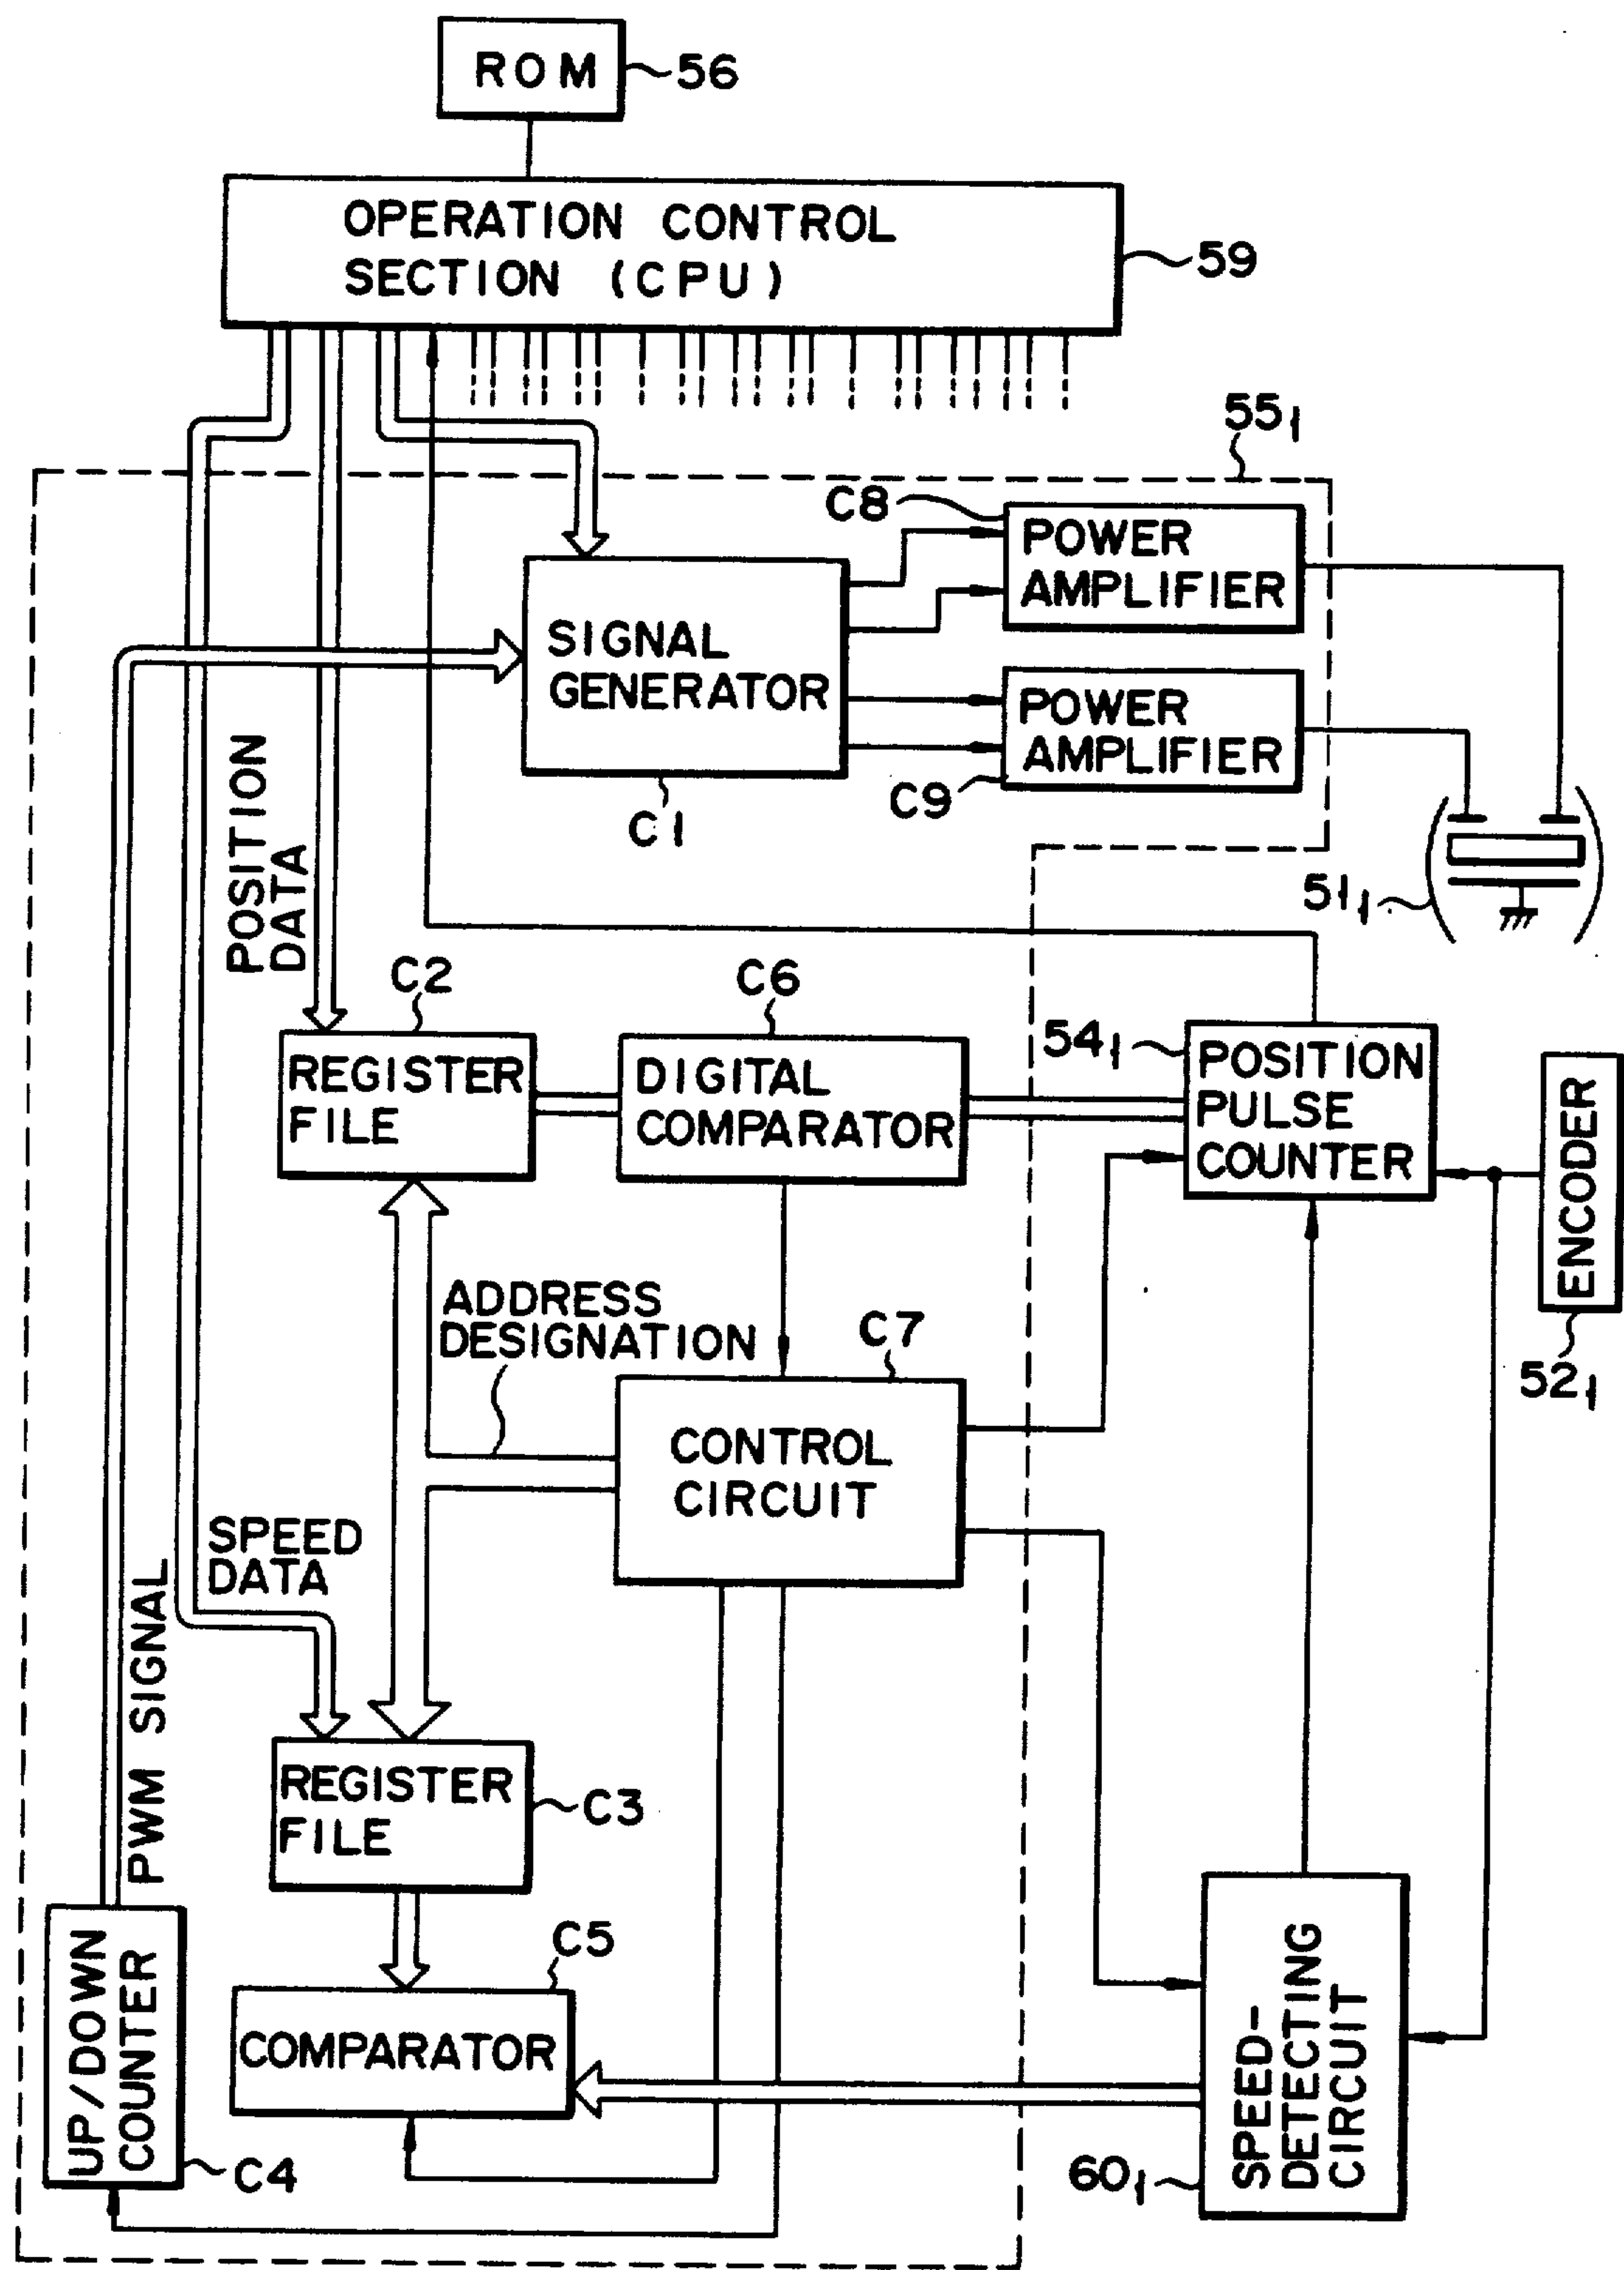 ROM
56
OPERATION CONTROL
SECTION (CPU)
59
55₁
C8
POWER
AMPLIFIER
SIGNAL
GENERATOR
C1
POWER
AMPLIFIER
C9
51₁
POSITION
DATA
C2
REGISTER
FILE
C6
DIGITAL
COMPARATOR
54₁
POSITION
PULSE
COUNTER
ENCODER
52₁
ADDRESS
DESIGNATION
C7
CONTROL
CIRCUIT
SPEED
DATA
PWM SIGNAL
REGISTER
FILE
C3
C5
COMPARATOR
UP/DOWN
COUNTER
C4
SPEED-
DETECTING
CIRCUIT
60₁